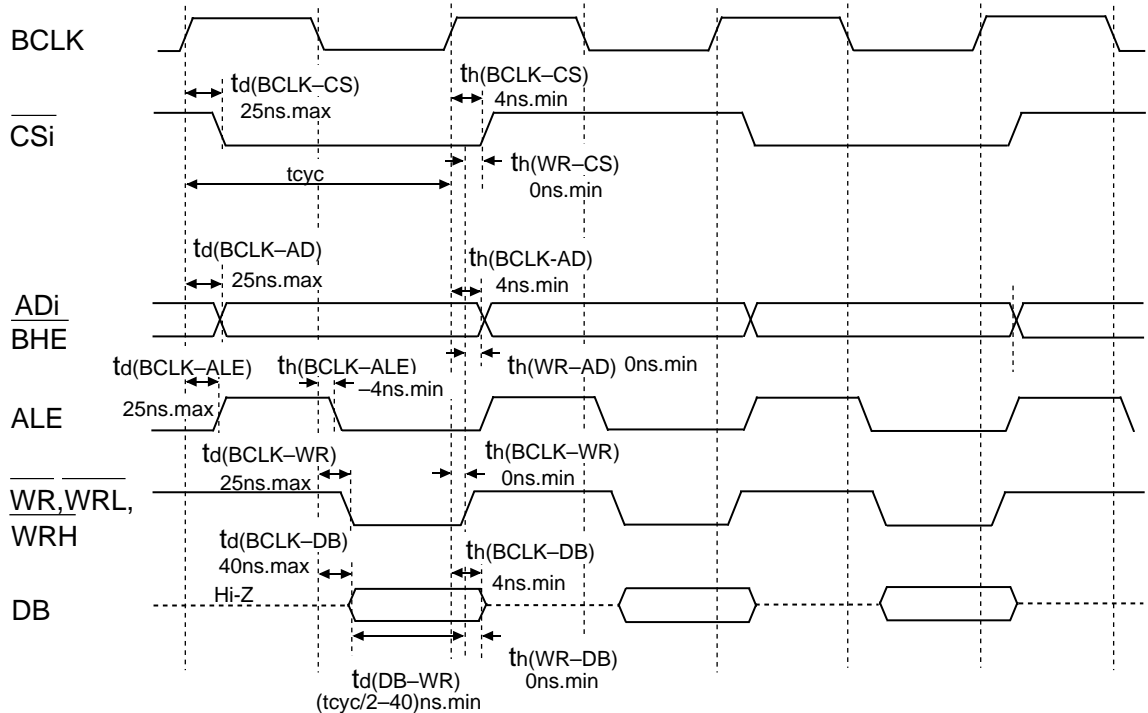 BCLK
td(BCLK–CS)
25ns.max
th(BCLK–CS)
4ns.min
CSi
tcyc
th(WR–CS)
0ns.min
td(BCLK–AD)
25ns.max
th(BCLK-AD)
4ns.min
ADi
BHE
td(BCLK–ALE)
25ns.max
th(BCLK–ALE)
–4ns.min
th(WR–AD) 0ns.min
ALE
td(BCLK–WR)
25ns.max
th(BCLK–WR)
0ns.min
WR,WRL,
WRH
td(BCLK–DB)
40ns.max
th(BCLK–DB)
4ns.min
Hi-Z
DB
td(DB–WR)
(tcyc/2–40)ns.min
th(WR–DB)
0ns.min